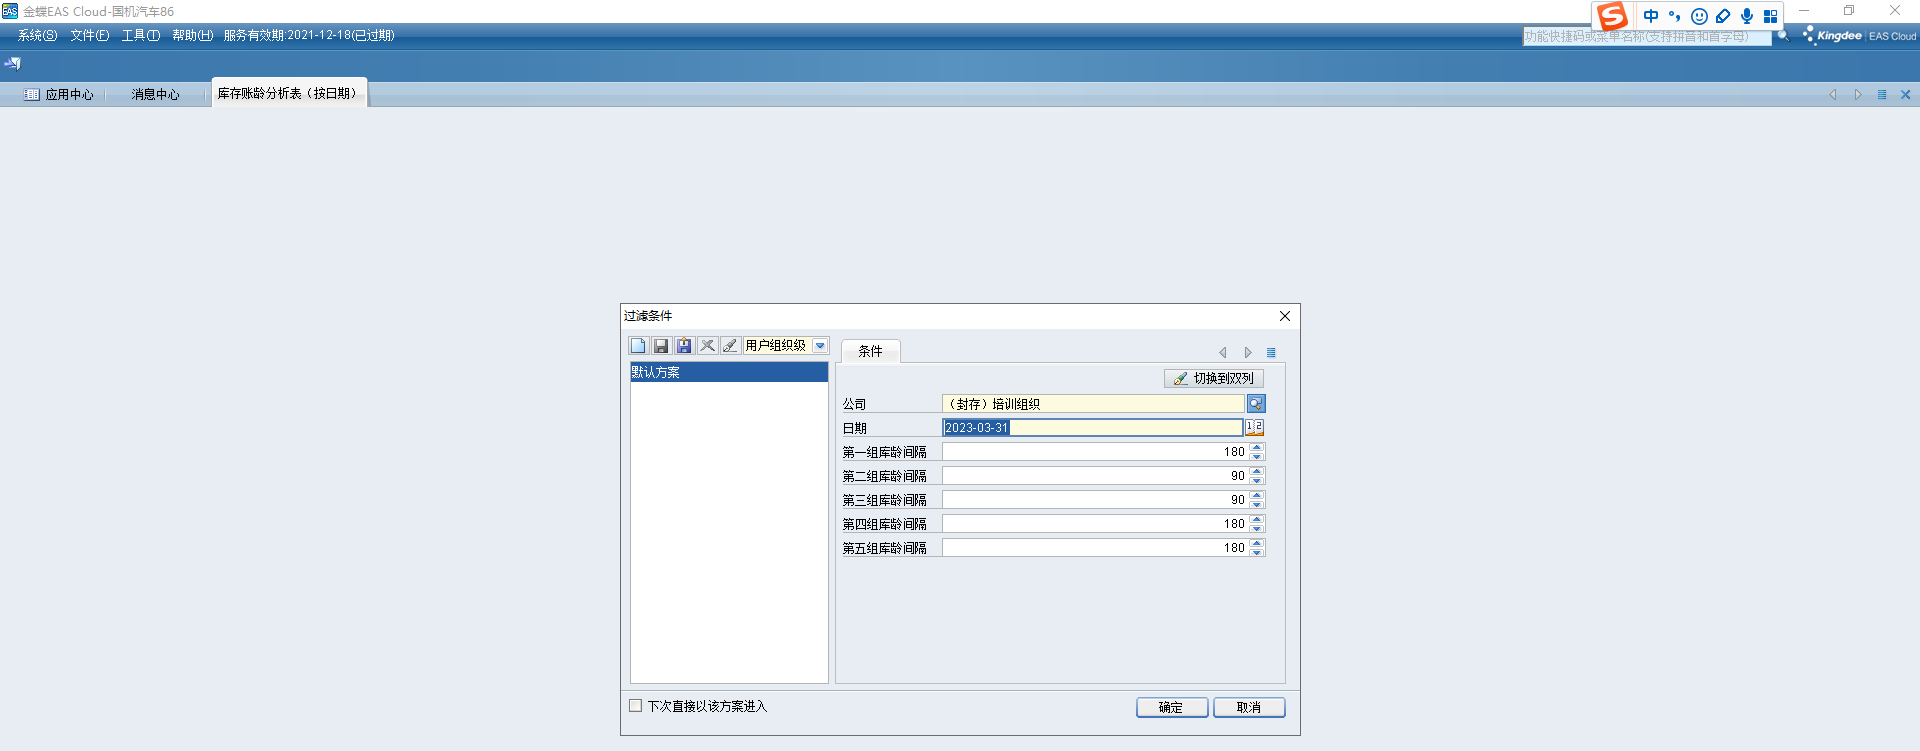 金蝶EAS Cloud-国机汽车86
中
系统(S) 文件(F) 工具(T) 帮助(H) 服务有效期:2021-12-18(已过期)
功能快捷码或菜单名称(支持拼音和首字母)
Kingdee EAS Cloud
应用中心 消息中心 库存账龄分析表（按日期）
过滤条件
用户组织级
条件
默认方案
切换到双列
公司 （封存）培训组织
日期 2023-03-31
第一组库龄间隔 180
第二组库龄间隔 90
第三组库龄间隔 90
第四组库龄间隔 180
第五组库龄间隔 180
下次直接以该方案进入
确定 取消